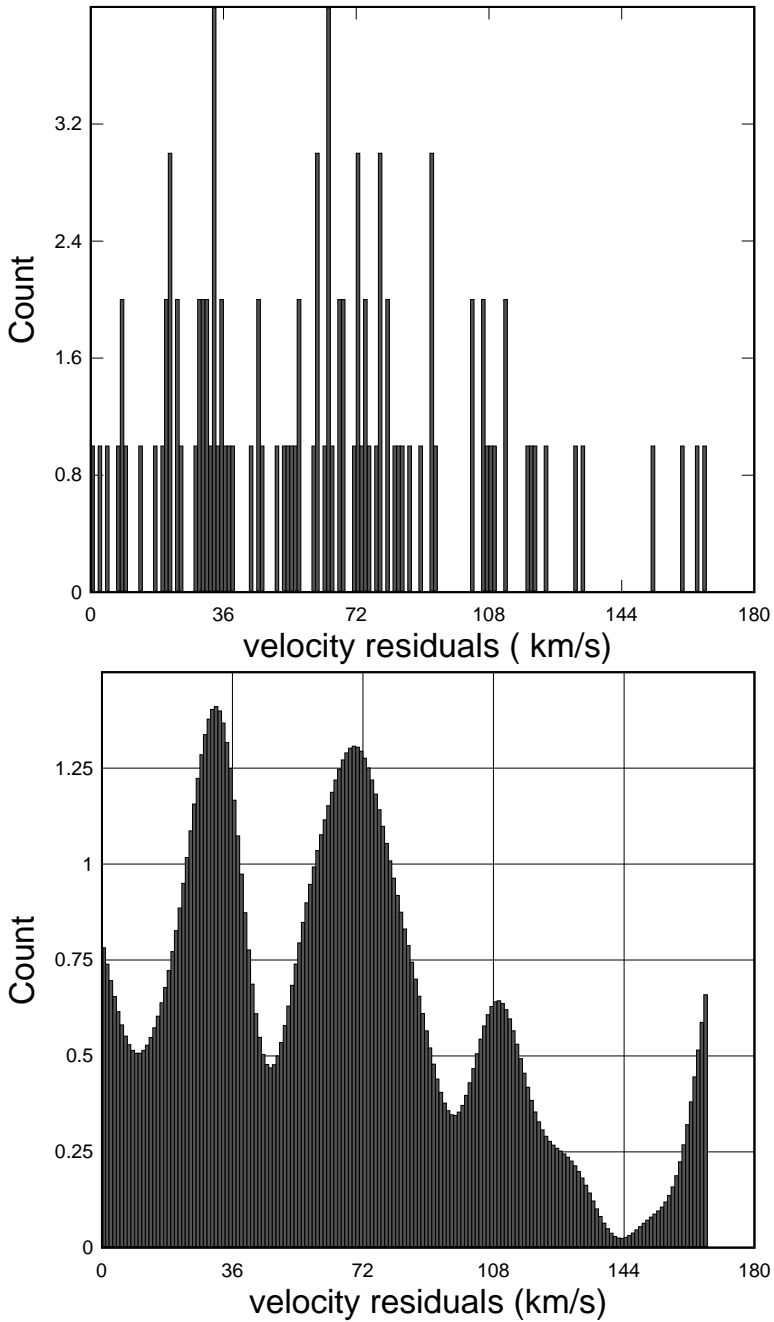 3.2
2.4
1.6
0.8
0
Count
0 36 72 108 144 180
velocity residuals ( km/s)
1.25
1
0.75
0.5
0.25
0
Count
0 36 72 108 144 180
velocity residuals (km/s)